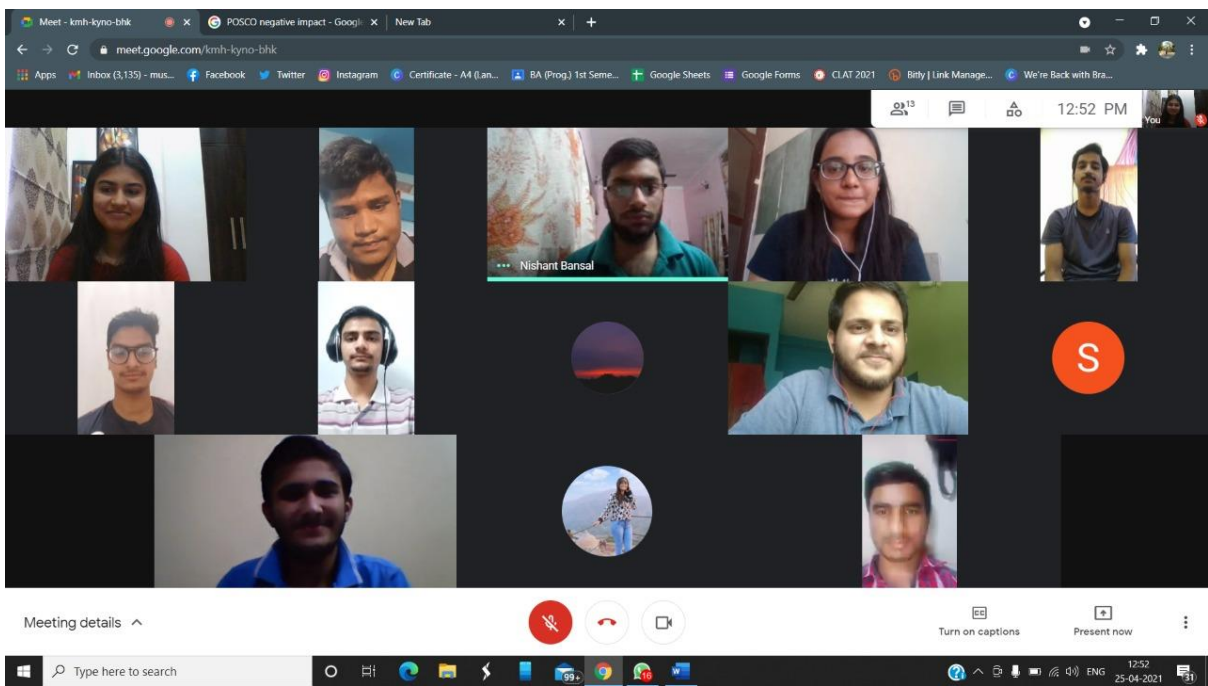 Meet - kmh-kyno-bhk
POSCO negative impact - Googl
New Tab
meet.google.com/kmh-kyno-bhk
Apps
Inbox (3,135) - mus...
Facebook
Twitter
Instagram
Certificate - A4 (Lan...
BA (Prog.) 1st Seme...
Google Sheets
Google Forms
CLAT 2021
Bitly | Link Manage...
We're Back with Bra...
13
12:52 PM
You
Nishant Bansal
S
Meeting details
CC
Turn on captions
Present now
Type here to search
99+
16
W
ENG
12:52
25-04-2021
31